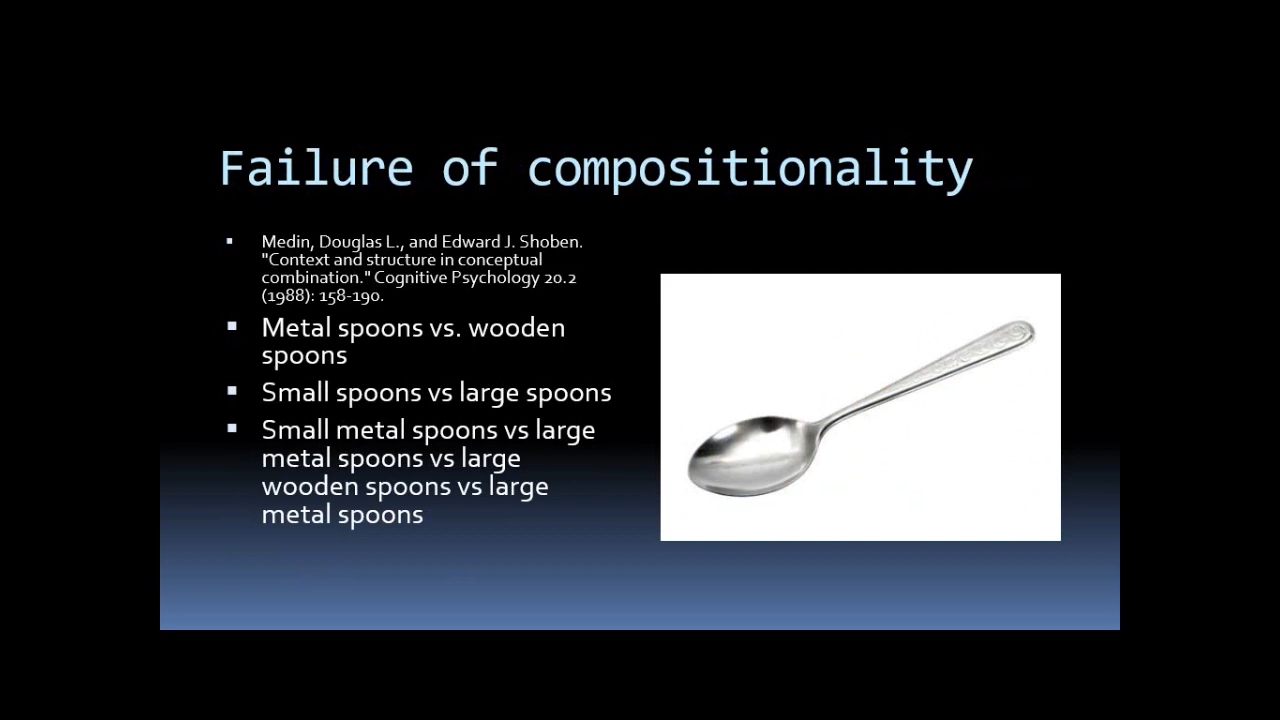 Failure of compositionality
Medin, Douglas L., and Edward J. Shoben.
"Context and structure in conceptual
combination." Cognitive Psychology 20.2
(1988): 158-190.
Metal spoons vs. wooden
spoons
Small spoons vs large spoons
Small metal spoons vs large
metal spoons vs large
wooden spoons vs large
metal spoons